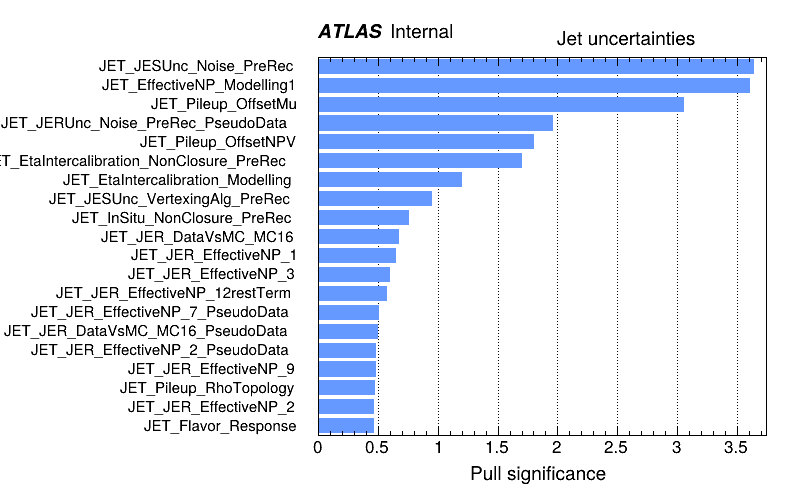 ATLAS Internal
Jet uncertainties
JET_JESUnc_Noise_PreRec
JET_EffectiveNP_Modelling1
JET_Pileup_OffsetMu
JET_JERUnc_Noise_PreRec_PseudoData
JET_Pileup_OffsetNPV
ET_EtaIntercalibration_NonClosure_PreRec
JET_EtaIntercalibration_Modelling
JET_JESUnc_VertexingAlg_PreRec
JET_InSitu_NonClosure_PreRec
JET_JER_DataVsMC_MC16
JET_JER_EffectiveNP_1
JET_JER_EffectiveNP_3
JET_JER_EffectiveNP_12restTerm
JET_JER_EffectiveNP_7_PseudoData
JET_JER_DataVsMC_MC16_PseudoData
JET_JER_EffectiveNP_2_PseudoData
JET_JER_EffectiveNP_9
JET_Pileup_RhoTopology
JET_JER_EffectiveNP_2
JET_Flavor_Response
0 0.5 1 1.5 2 2.5 3 3.5
Pull significance